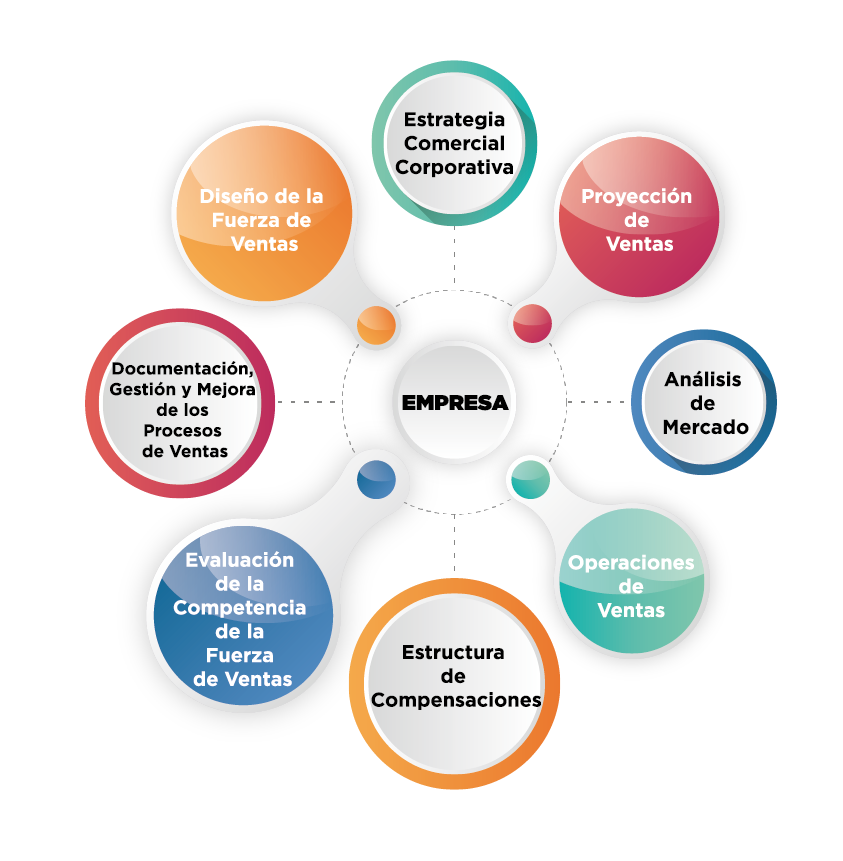 Estrategia
Comercial
Corporativa
Proyección
de
Ventas
Análisis
de
Mercado
Operaciones
de
Ventas
Estructura
de
Compensaciones
Evaluación
de la
Competencia
de la
Fuerza
de Ventas
Documentación,
Gestión y Mejora
de los
Procesos
de Ventas
Diseño de la
Fuerza de
Ventas
EMPRESA